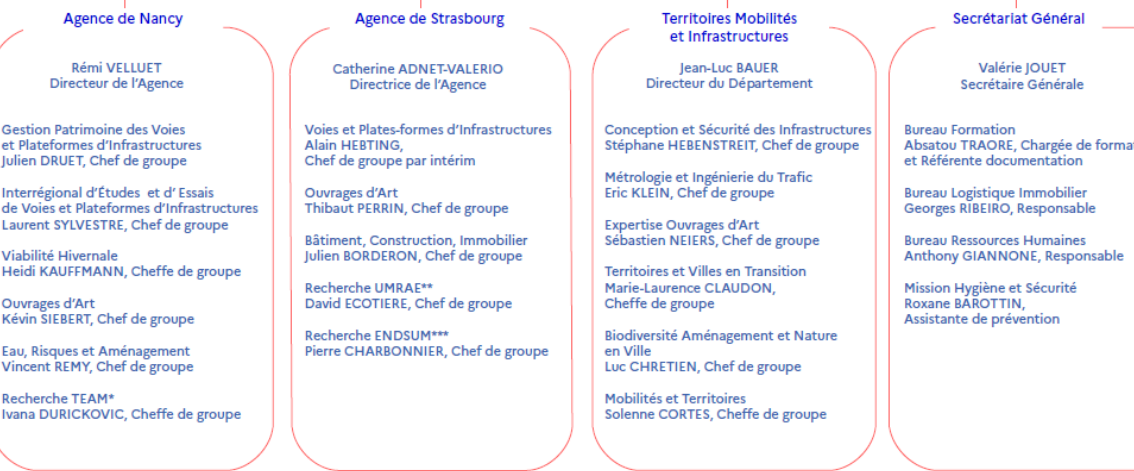 Agence de Nancy
Rémi VELLUET
Directeur de l'Agence
Gestion Patrimoine des Voies
et Plateformes d'Infrastructures
Julien DRUET, Chef de groupe
Interrégional d'Études et d' Essais
de Voies et Plateformes d'Infrastructures
Laurent SYLVESTRE, Chef de groupe
Viabilité Hivernale
Heidi KAUFFMANN, Cheffe de groupe
Ouvrages d'Art
Kévin SIEBERT, Chef de groupe
Eau, Risques et Aménagement
Vincent REMY, Chef de groupe
Recherche TEAM*
Ivana DURICKOVIC, Cheffe de groupe
Agence de Strasbourg
Catherine ADNET-VALERIO
Directrice de l'Agence
Voies et Plates-formes d'Infrastructures
Alain HEBTING,
Chef de groupe par intérim
Ouvrages d'Art
Thibaut PERRIN, Chef de groupe
Bâtiment, Construction, Immobilier
Julien BORDERON, Chef de groupe
Recherche UMRAE**
David ECOTIERE, Chef de groupe
Recherche ENDSUM***
Pierre CHARBONNIER, Chef de groupe
Territoires Mobilités
et Infrastructures
Jean-Luc BAUER
Directeur du Département
Conception et Sécurité des Infrastructures
Stéphane HEBENSTREIT, Chef de groupe
Métrologie et Ingénierie du Trafic
Eric KLEIN, Chef de groupe
Expertise Ouvrages d'Art
Sébastien NEIERS, Chef de groupe
Territoires et Villes en Transition
Marie-Laurence CLAUDON,
Cheffe de groupe
Biodiversité Aménagement et Nature
en Ville
Luc CHRETIEN, Chef de groupe
Mobilités et Territoires
Solenne CORTES, Cheffe de groupe
Secrétariat Général
Valérie JOUET
Secrétaire Générale
Bureau Formation
Absatou TRAORE, Chargée de format
et Référente documentation
Bureau Logistique Immobilier
Georges RIBEIRO, Responsable
Bureau Ressources Humaines
Anthony GIANNONE, Responsable
Mission Hygiène et Sécurité
Roxane BAROTTIN,
Assistante de prévention